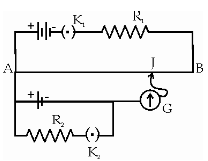 + - K₁ R₁
A J B
+ - G
R₂ K₂